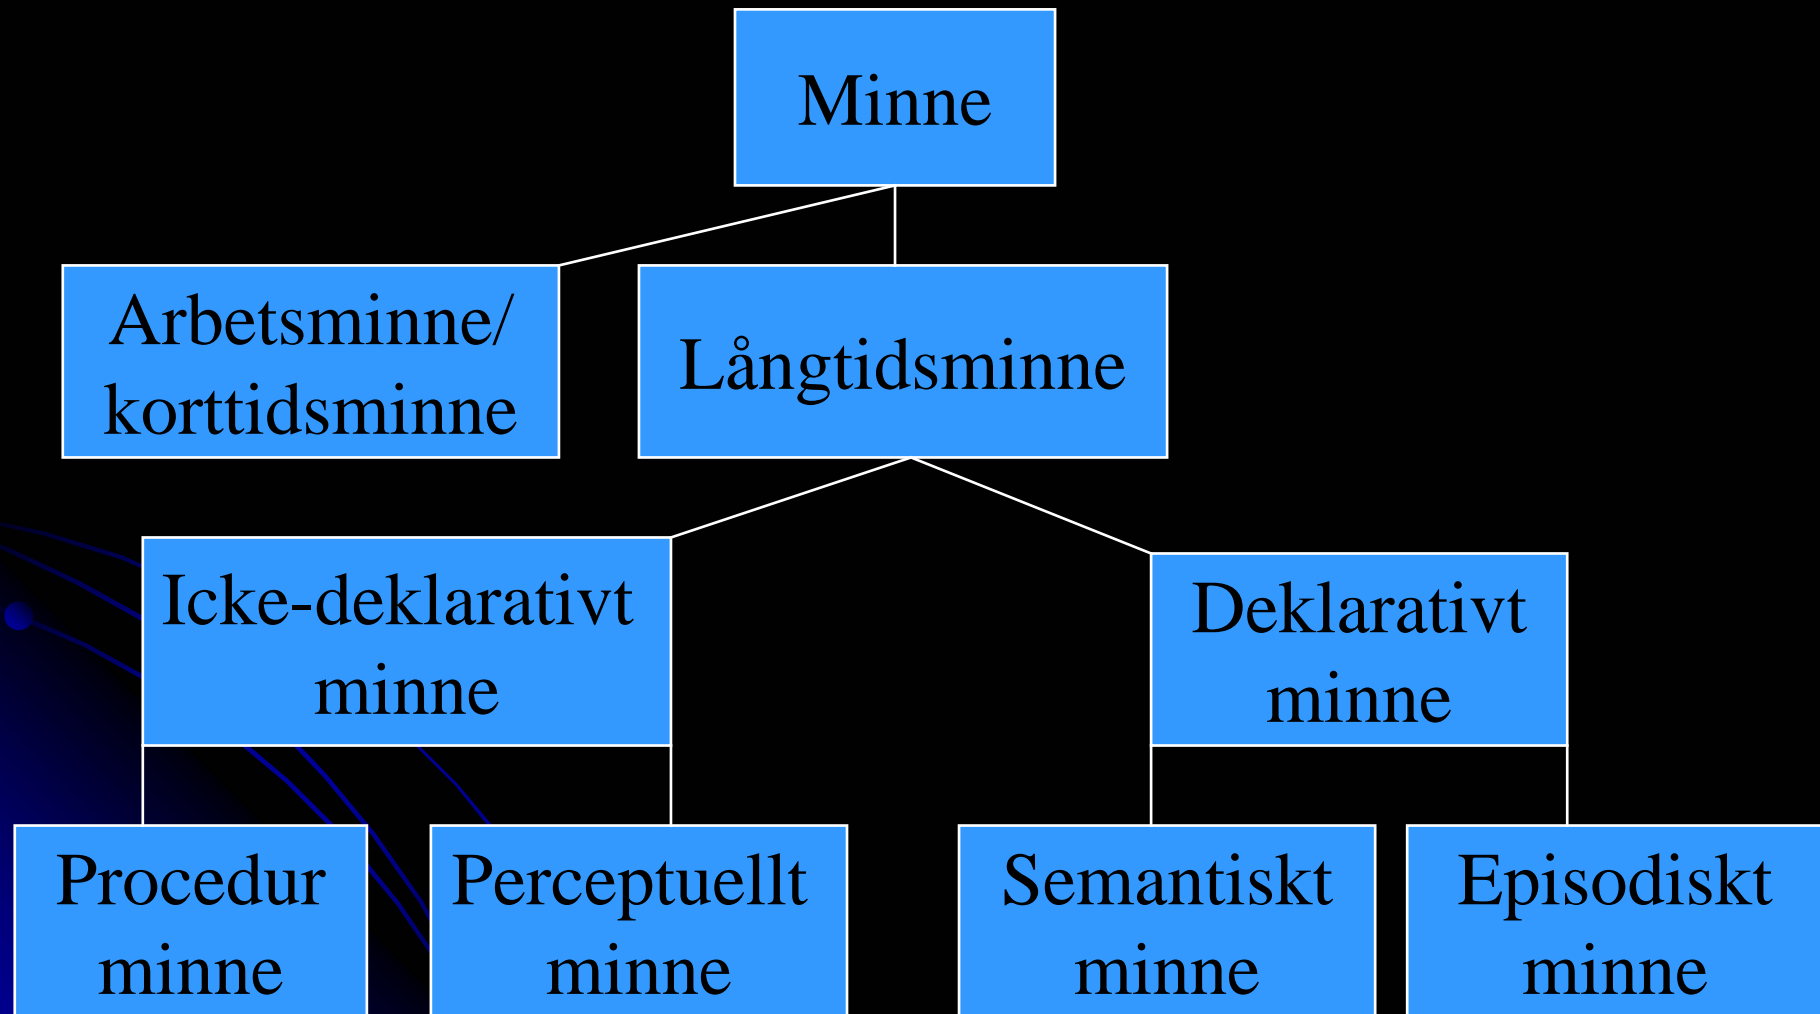 Minne
Arbetsminne/
korttidsminne
Långtidsminne
Icke-deklarativt
minne
Deklarativt
minne
Procedur
minne
Perceptuellt
minne
Semantiskt
minne
Episodiskt
minne